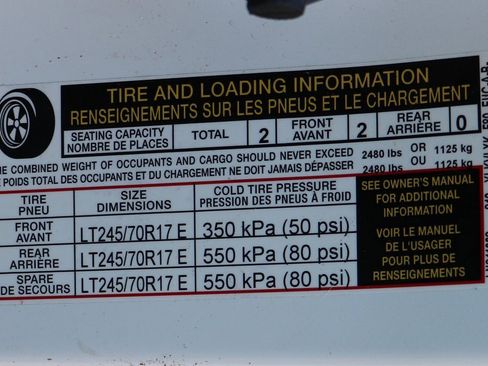 TIRE AND LOADING INFORMATION
RENSEIGNEMENTS SUR LES PNEUS ET LE CHARGEMENT
SEATING CAPACITY TOTAL 2 FRONT 2 REAR 0
NOMBRE DE PLACES AVANT ARRIÈRE
THE COMBINED WEIGHT OF OCCUPANTS AND CARGO SHOULD NEVER EXCEED 2480 lbs OR 1125 kg
POIDS TOTAL DES OCCUPANTS ET DU CHARGEMENT NE DOIT JAMAIS DÉPASSER 2480 lbs OU 1125 kg
TIRE SIZE COLD TIRE PRESSURE
PNEU DIMENSIONS PRESSION DES PNEUS À FROID
FRONT
AVANT LT245/70R17 E 350 kPa (50 psi)
REAR
ARRIÈRE LT245/70R17 E 550 kPa (80 psi)
SPARE
DE SECOURS LT245/70R17 E 550 kPa (80 psi)
SEE OWNER'S MANUAL
FOR ADDITIONAL
INFORMATION
VOIR LE MANUEL
DE L'USAGER
POUR PLUS DE
RENSEIGNEMENTS